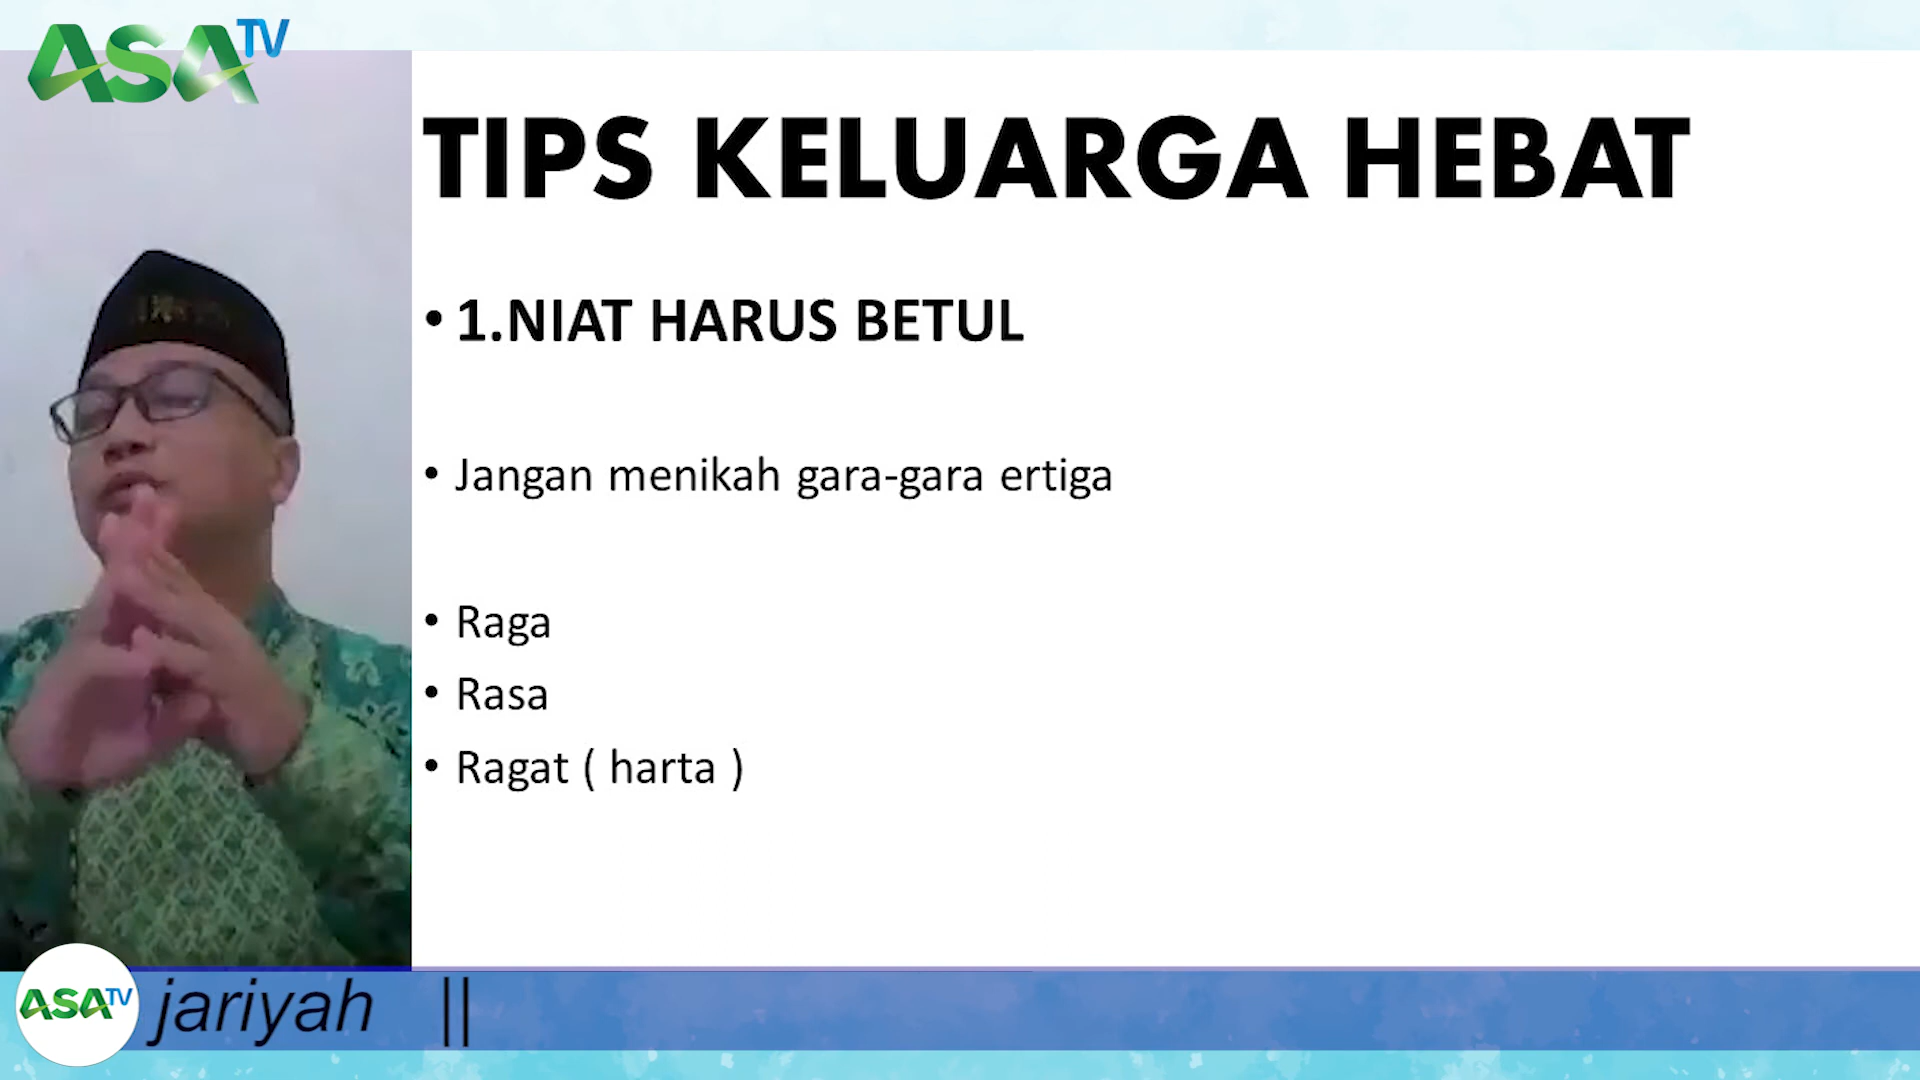 ASATV
TIPS KELUARGA HEBAT
• 1.NIAT HARUS BETUL
• Jangan menikah gara-gara ertiga
• Raga
• Rasa
• Ragat ( harta )
ASATV
jariyah ||